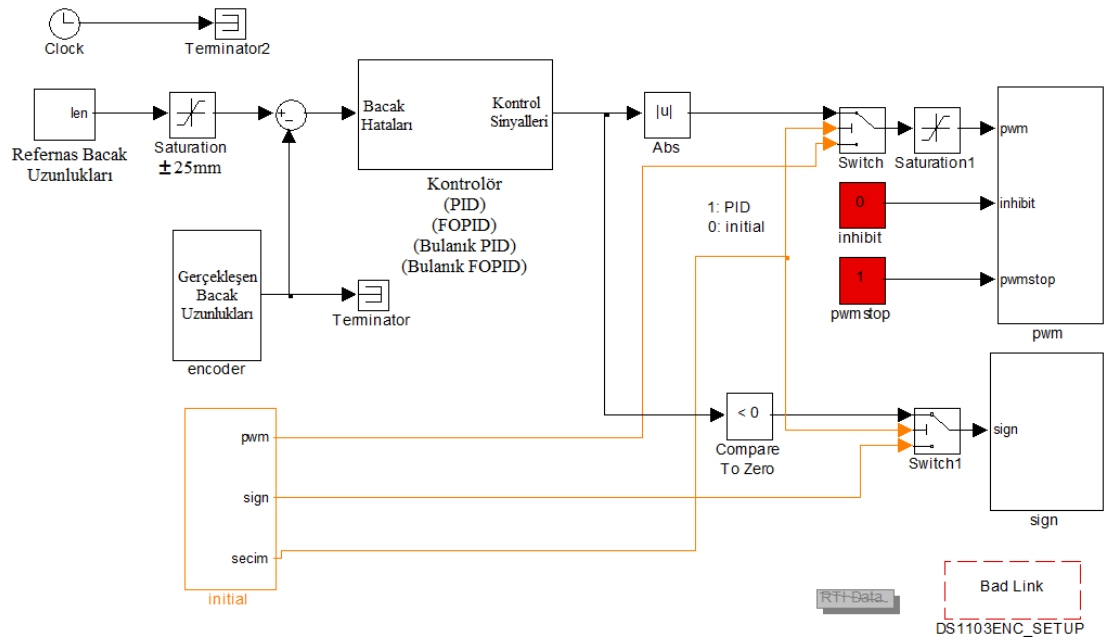 Clock
Terminator2
len
Refernas Bacak
Uzunlukları
Saturation
±25mm
+
-
Bacak
Hataları
Kontrol
Sinyalleri
Kontrolör
(PID)
(FOPID)
(Bulanık PID)
(Bulanık FOPID)
|u|
Abs
Switch
Saturation1
pwm
inhibit
pwmstop
pwm
1: PID
0: initial
0
inhibit
1
pwmstop
Gerçekleşen
Bacak
Uzunlukları
encoder
Terminator
pwm
sign
secim
initial
< 0
Compare
To Zero
Switch1
sign
sign
RTI Data
Bad Link
DS1103ENC_SETUP